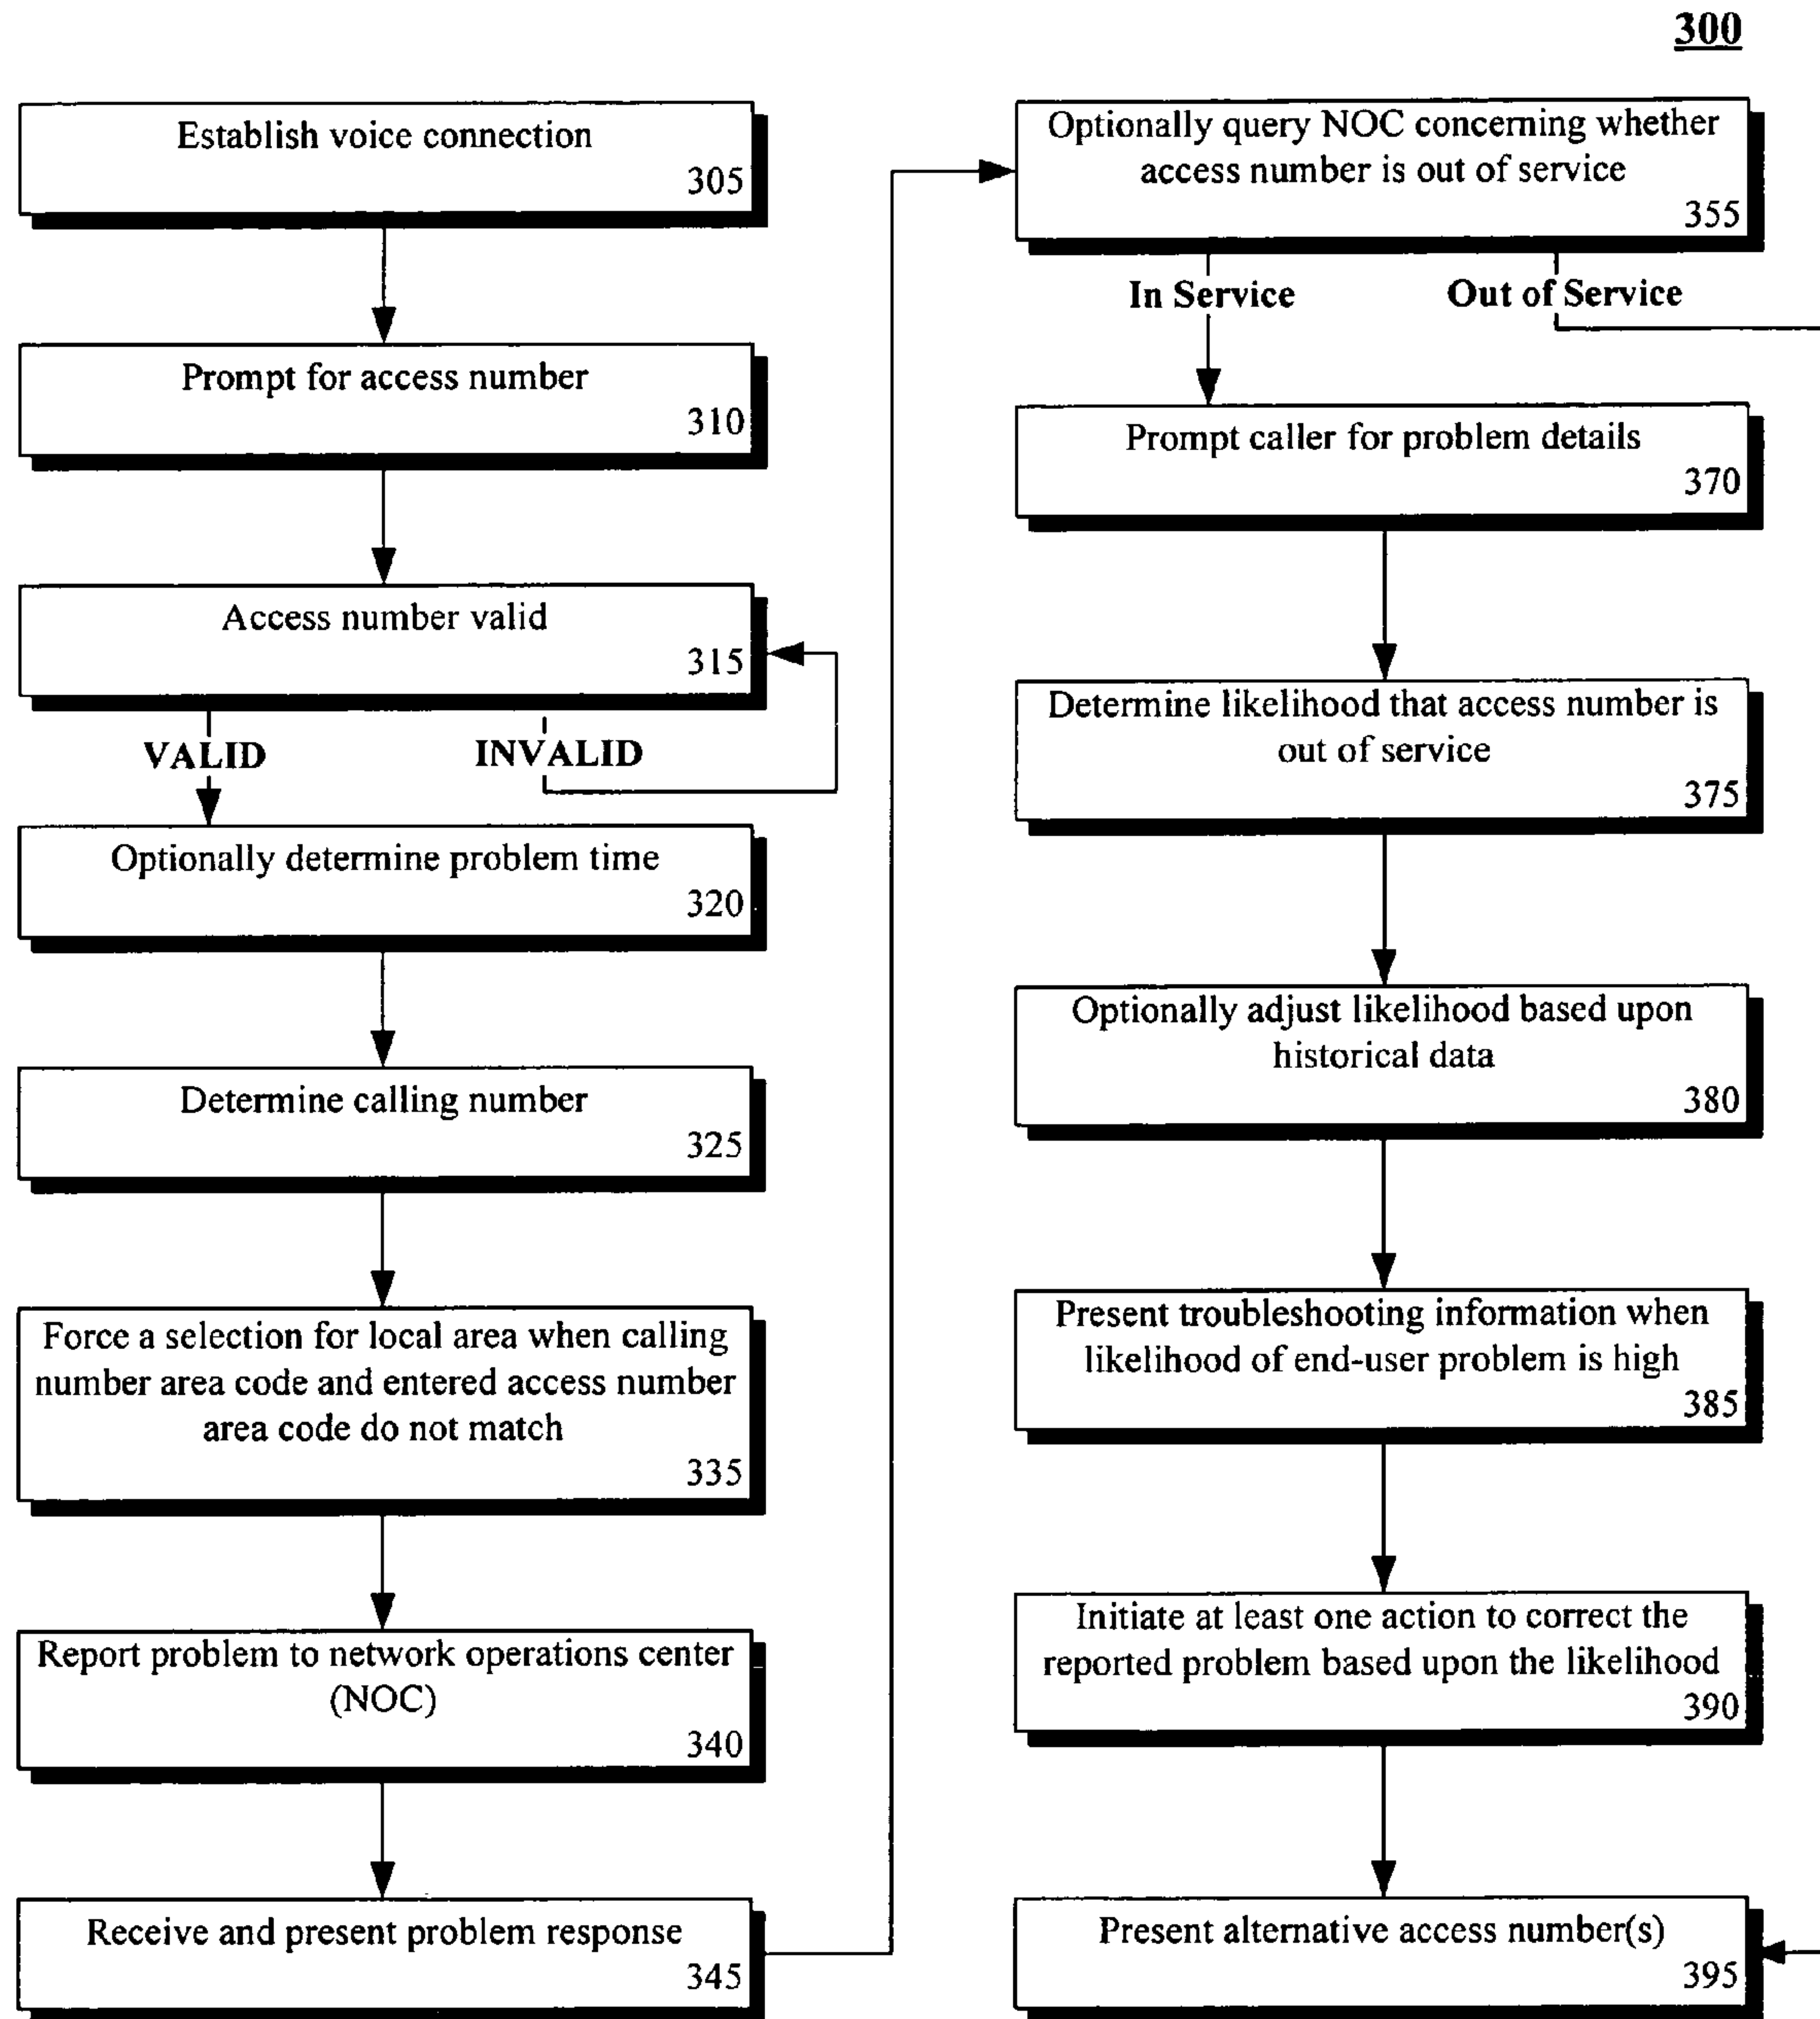 300
Establish voice connection
305
Prompt for access number
310
Access number valid
315
VALID
INVALID
Optionally determine problem time
320
Determine calling number
325
Force a selection for local area when calling
number area code and entered access number
area code do not match
335
Report problem to network operations center
(NOC)
340
Receive and present problem response
345
Optionally query NOC concerning whether
access number is out of service
355
In Service
Out of Service
Prompt caller for problem details
370
Determine likelihood that access number is
out of service
375
Optionally adjust likelihood based upon
historical data
380
Present troubleshooting information when
likelihood of end-user problem is high
385
Initiate at least one action to correct the
reported problem based upon the likelihood
390
Present alternative access number(s)
395